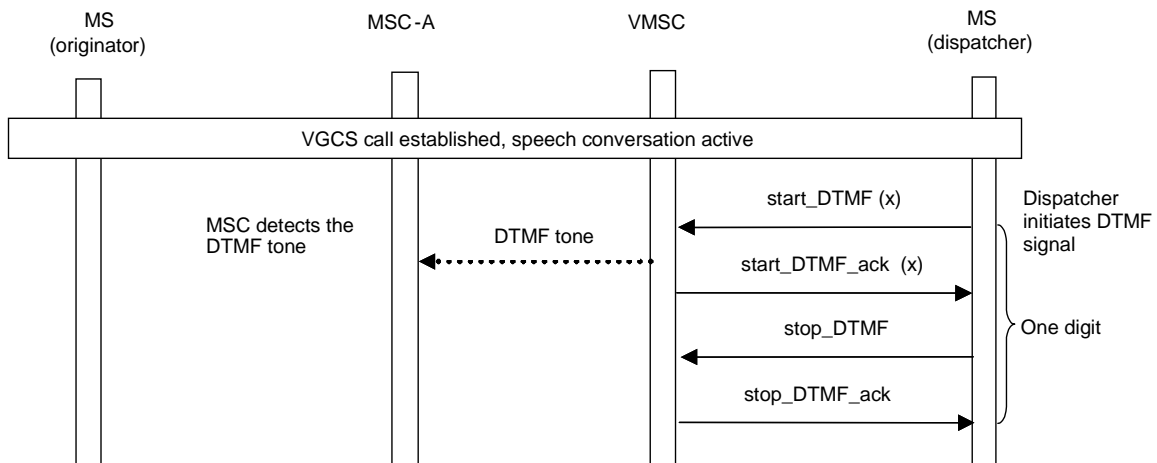 MS
(originator)
MSC-A
VMSC
MS
(dispatcher)
VGCS call established, speech conversation active
start_DTMF (x)
Dispatcher
initiates DTMF
signal
MSC detects the
DTMF tone
DTMF tone
start_DTMF_ack (x)
stop_DTMF
One digit
stop_DTMF_ack